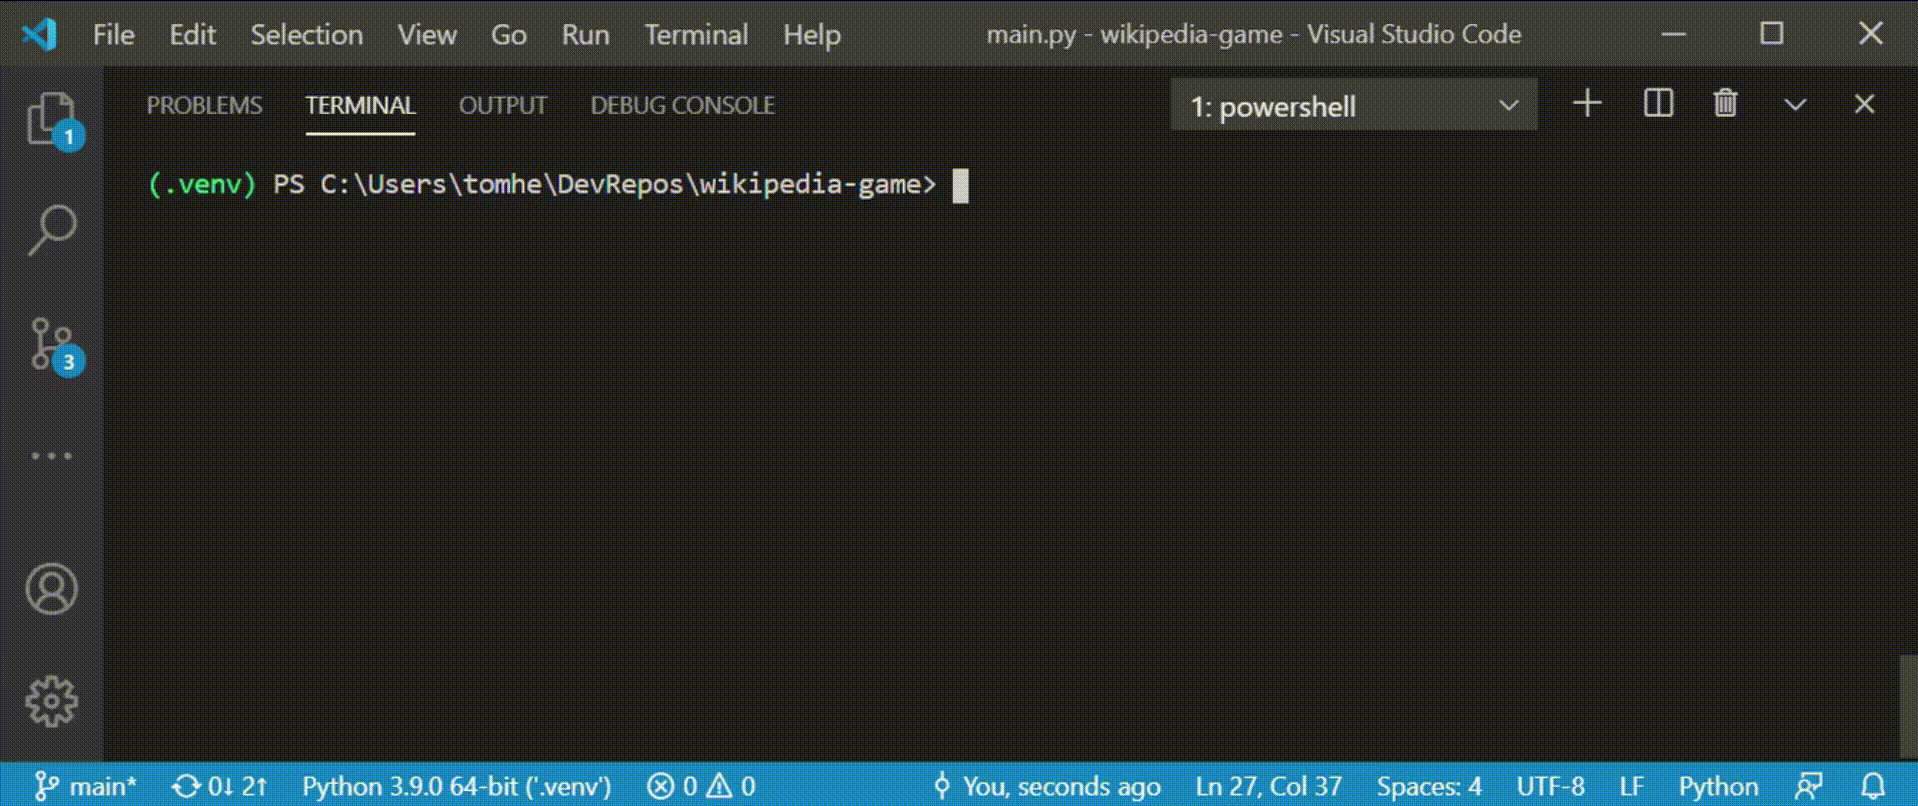 File Edit Selection View Go Run Terminal Help main.py - wikipedia-game - Visual Studio Code
PROBLEMS TERMINAL OUTPUT DEBUG CONSOLE 1: powershell
1
(.venv) PS C:\Users\tomhe\DevRepos\wikipedia-game>
3
main* 0↓ 2↑ Python 3.9.0 64-bit ('.venv') 0 0 You, seconds ago Ln 27, Col 37 Spaces: 4 UTF-8 LF Python